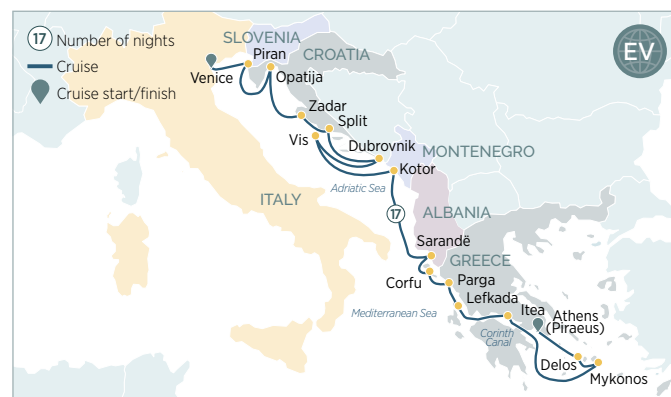 17 Number of nights
Cruise
Cruise start/finish
EV
SLOVENIA
Piran
CROATIA
Venice
Opatija
Zadar
Split
Vis
Dubrovnik
MONTENEGRO
Kotor
Adriatic Sea
ITALY
17
ALBANIA
Sarandë
GREECE
Corfu
Parga
Lefkada
Mediterranean Sea
Itea
Athens
(Piraeus)
Corinth
Canal
Delos
Mykonos